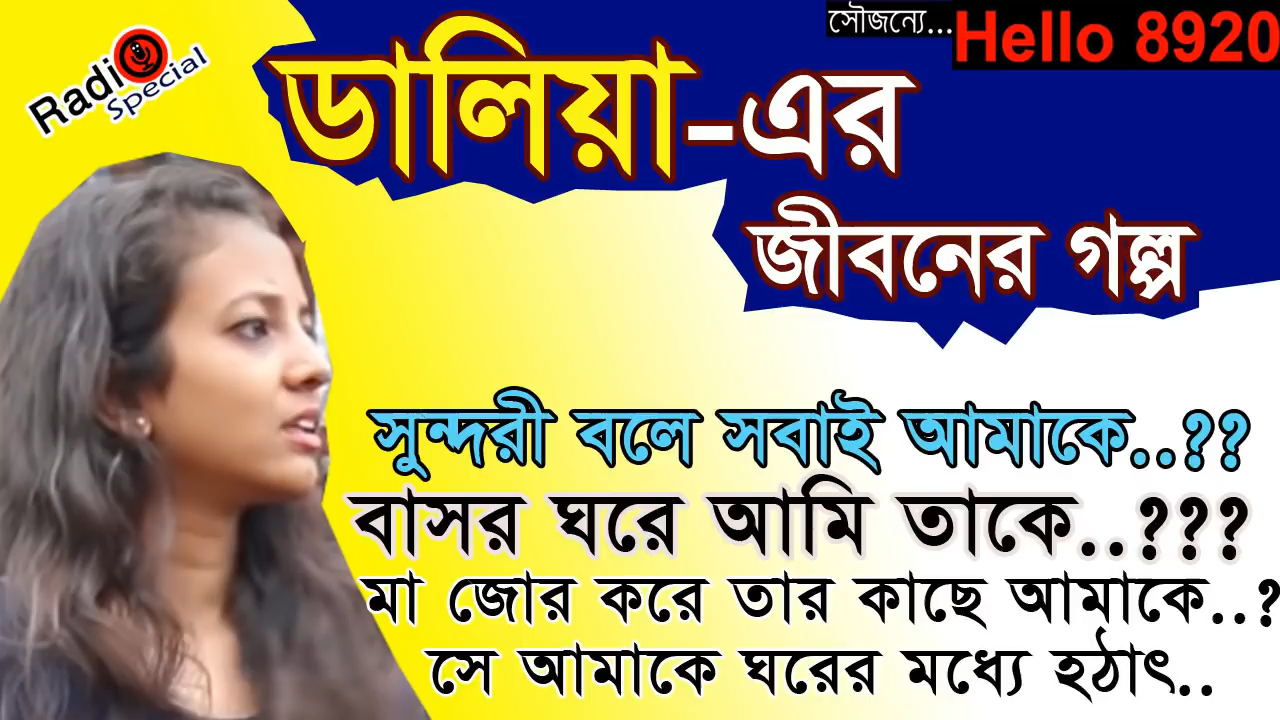 Radio
Special
সৌজন্যে...
Hello 8920
ডালিয়া-এর
জীবনের গল্প
সুন্দরী বলে সবাই আমাকে..??
বাসর ঘরে আমি তাকে..???
মা জোর করে তার কাছে আমাকে..?
সে আমাকে ঘরের মধ্যে হঠাৎ..